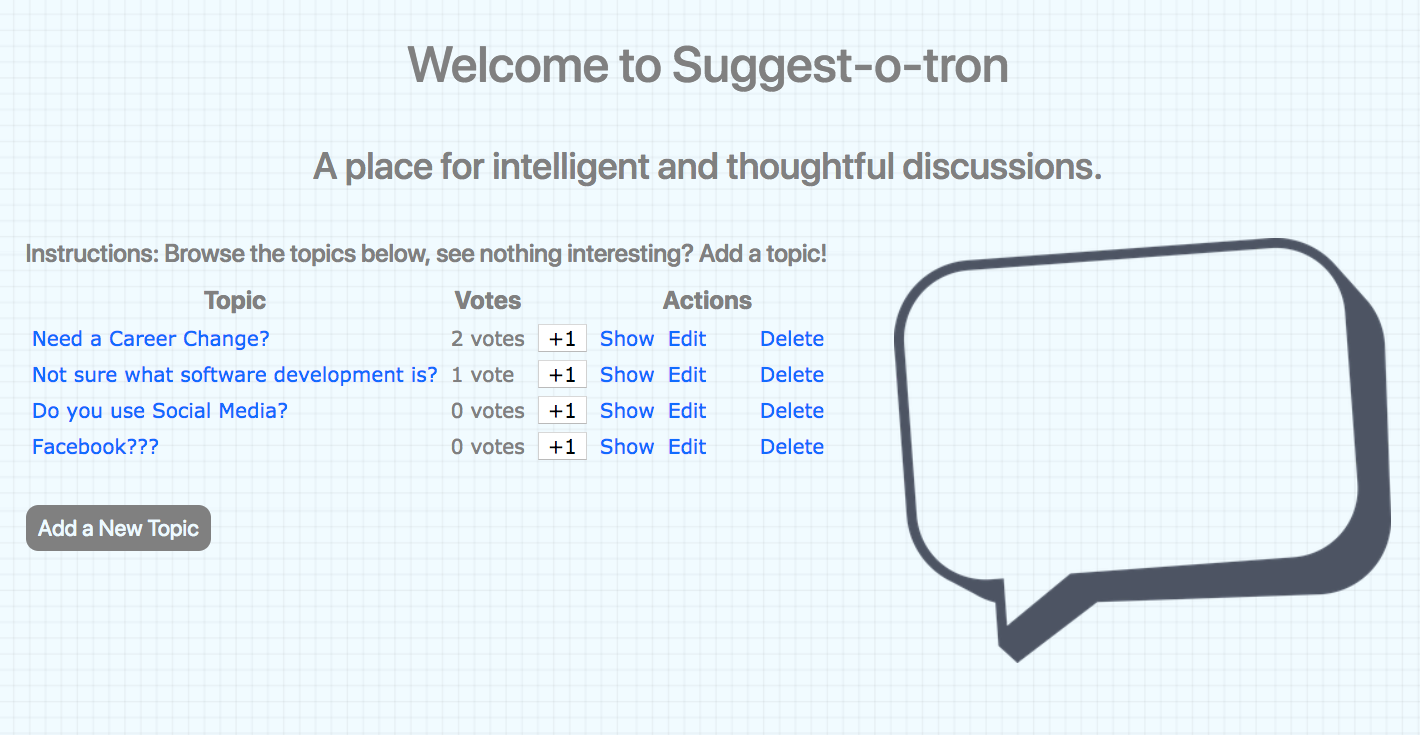 Welcome to Suggest-o-tron
A place for intelligent and thoughtful discussions.
Instructions: Browse the topics below, see nothing interesting? Add a topic!
Topic Votes Actions
Need a Career Change? 2 votes +1 Show Edit Delete
Not sure what software development is? 1 vote +1 Show Edit Delete
Do you use Social Media? 0 votes +1 Show Edit Delete
Facebook??? 0 votes +1 Show Edit Delete
Add a New Topic